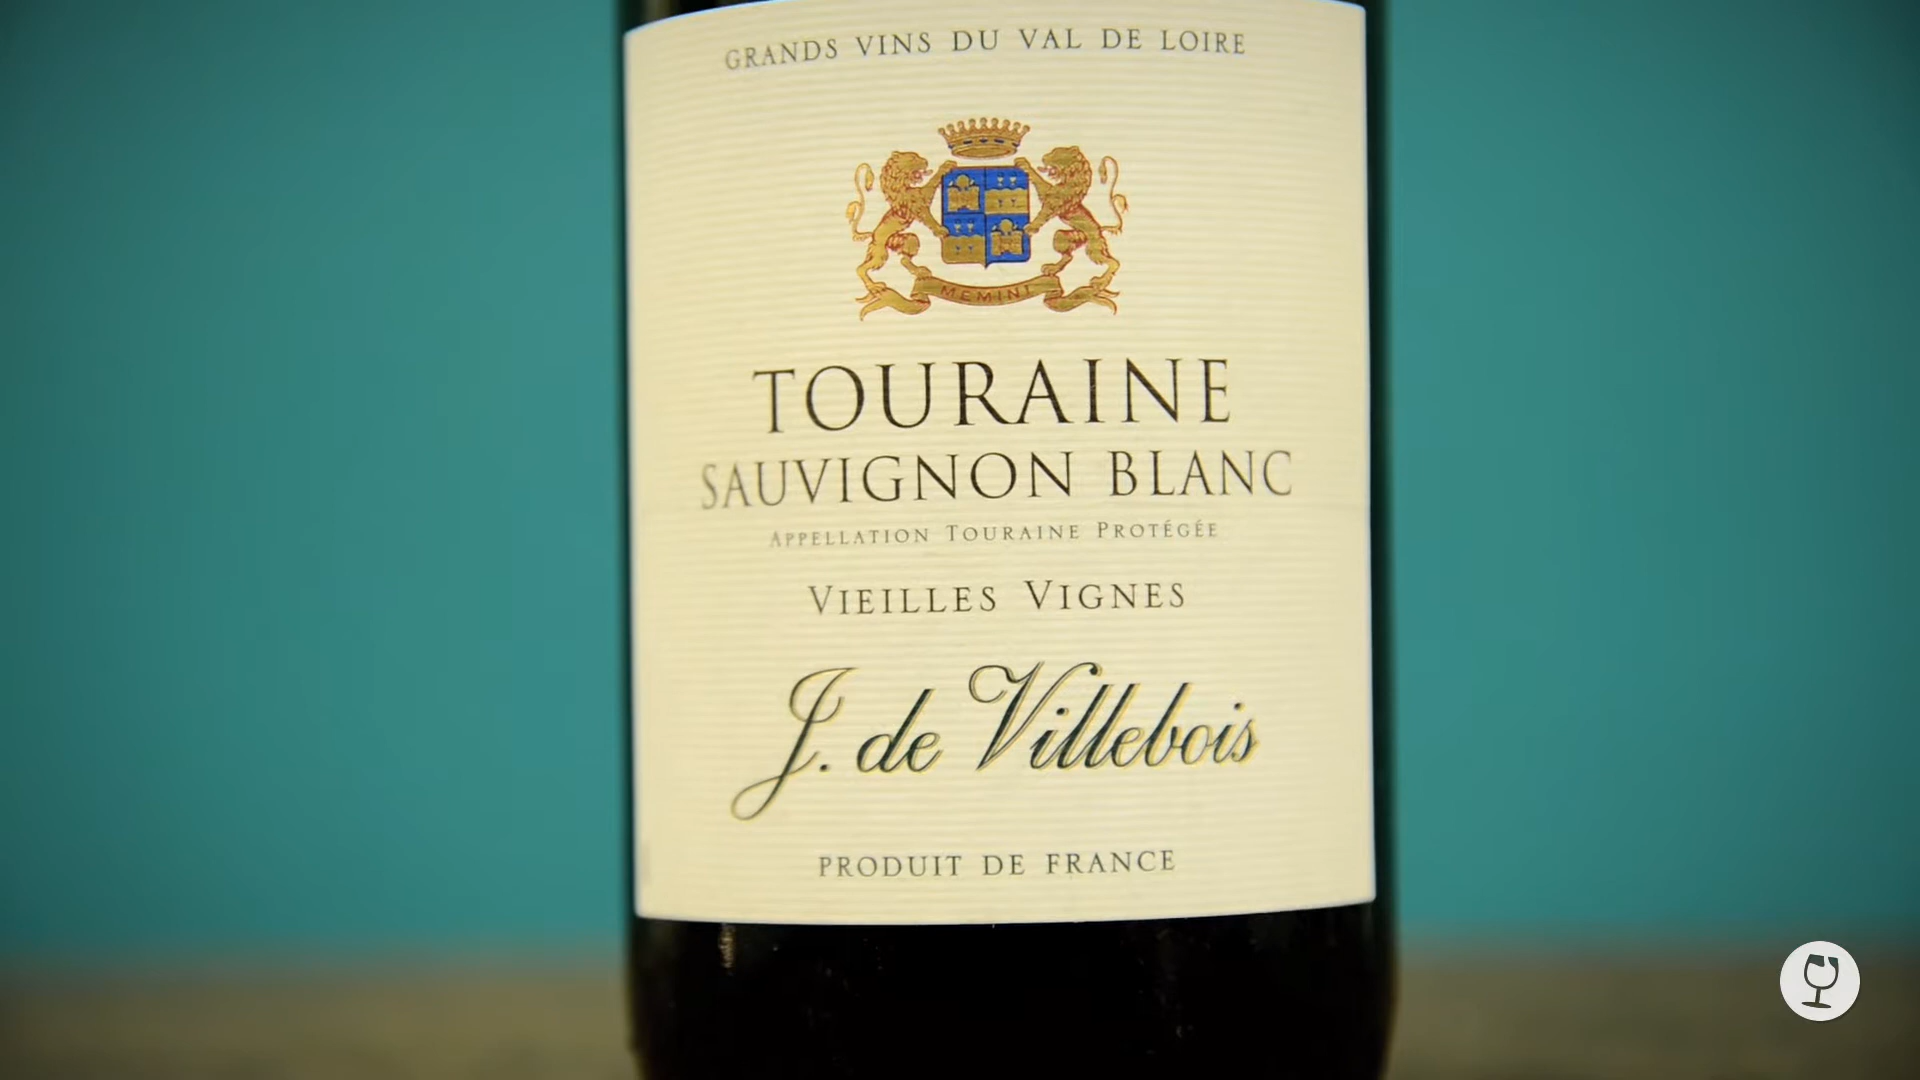 GRANDS VINS DU VAL DE LOIRE
MEMINI
TOURAINE
SAUVIGNON BLANC
APPELLATION TOURAINE PROTÉGÉE
VIEILLES VIGNES
J. de Villebois
PRODUIT DE FRANCE